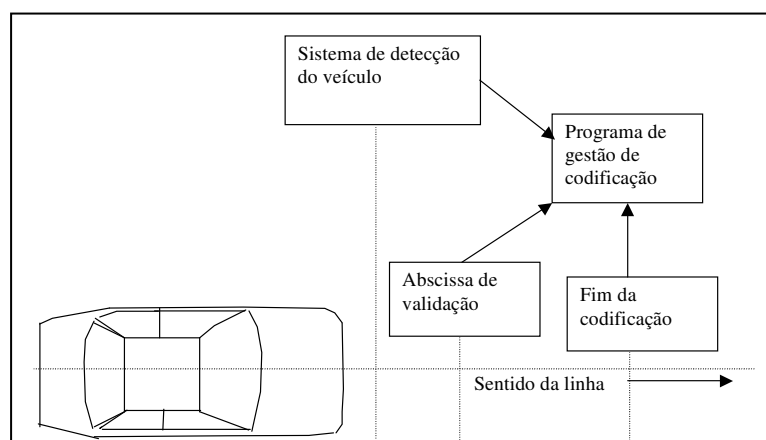 Sistema de detecção
do veículo
Programa de
gestão de
codificação
Abscissa de
validação
Fim da
codificação
Sentido da linha